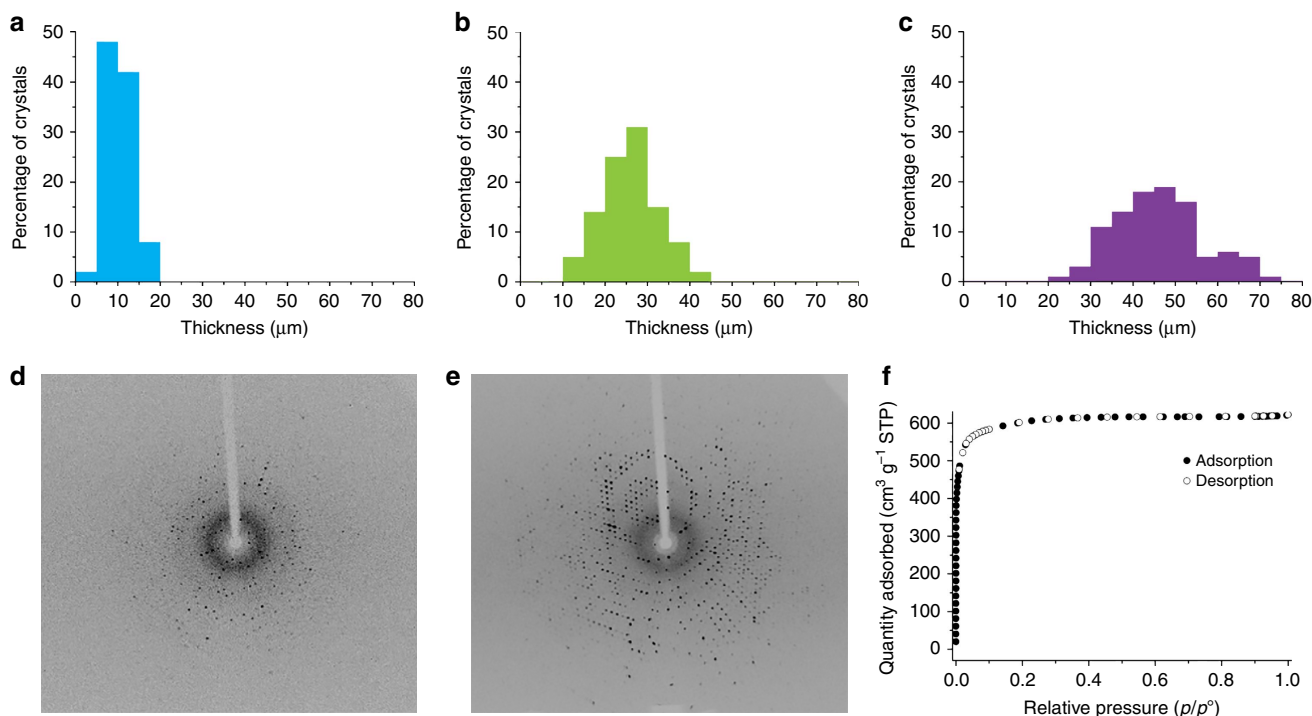 a
50
40
30
20
10
0
Percentage of crystals
0 10 20 30 40 50 60 70 80
Thickness (μm)
b
50
40
30
20
10
0
Percentage of crystals
0 10 20 30 40 50 60 70 80
Thickness (μm)
c
50
40
30
20
10
0
Percentage of crystals
0 10 20 30 40 50 60 70 80
Thickness (μm)
d
e
f
600
500
400
300
200
100
0
Quantity adsorbed (cm³ g⁻¹ STP)
Adsorption
Desorption
0.0 0.2 0.4 0.6 0.8 1.0
Relative pressure (p/p°)